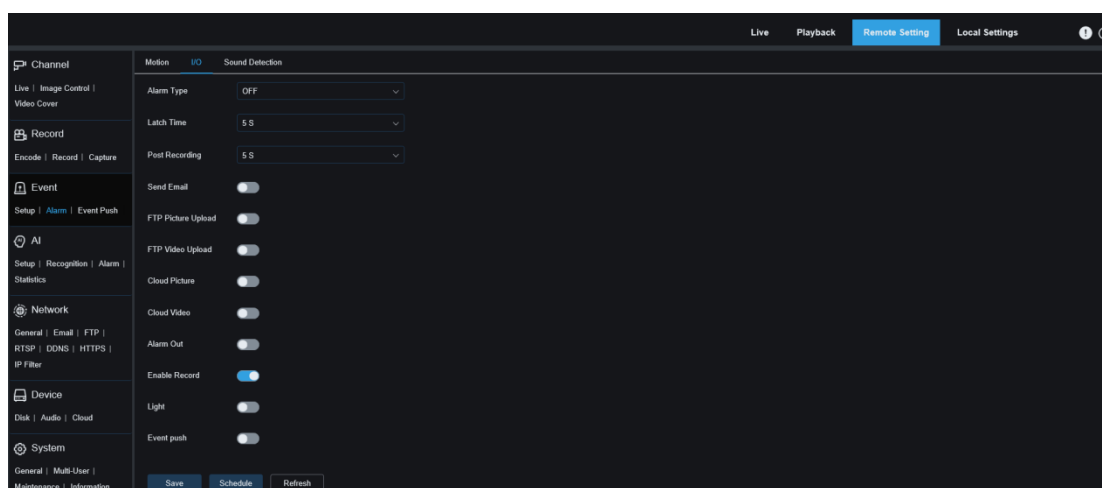 Live Playback Remote Setting Local Settings
Channel
Live | Image Control |
Video Cover
Record
Encode | Record | Capture
Event
Setup | Alarm | Event Push
AI
Setup | Recognition | Alarm |
Statistics
Network
General | Email | FTP |
RTSP | DDNS | HTTPS |
IP Filter
Device
Disk | Audio | Cloud
System
General | Multi-User |
Maintenance | Information
Motion I/O Sound Detection
Alarm Type OFF
Latch Time 5 S
Post Recording 5 S
Send Email
FTP Picture Upload
FTP Video Upload
Cloud Picture
Cloud Video
Alarm Out
Enable Record
Light
Event push
Save Schedule Refresh